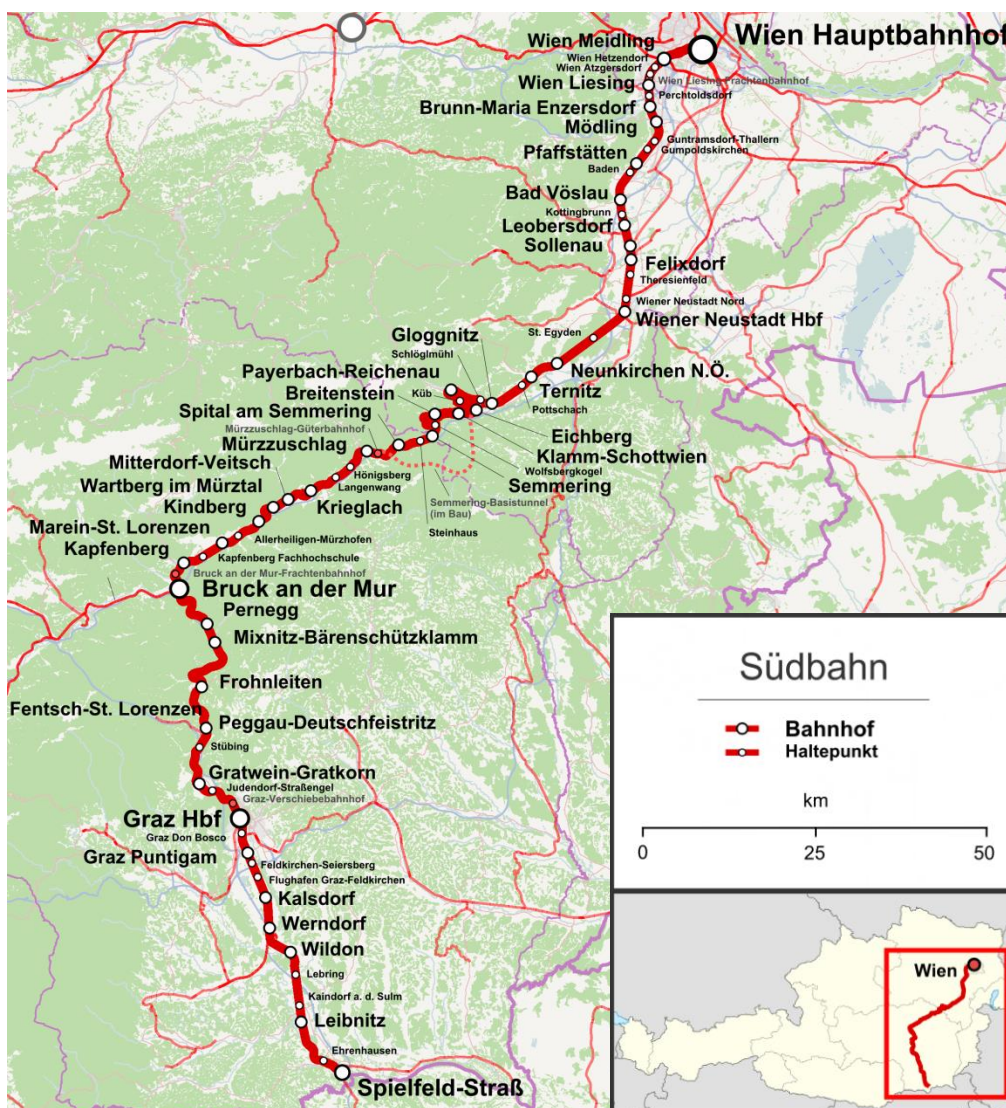 Wien Hauptbahnhof
Wien Meidling
Wien Hetzendorf
Wien Atzgersdorf
Wien Liesing-Frachtenbahnhof
Wien Liesing
Perchtoldsdorf
Brunn-Maria Enzersdorf
Mödling
Guntramsdorf-Thallern
Gumpoldskirchen
Pfaffstätten
Baden
Bad Vöslau
Kottingbrunn
Leobersdorf
Sollenau
Felixdorf
Theresienfeld
Wiener Neustadt Nord
Wiener Neustadt Hbf
St. Egyden
Gloggnitz
Schlöglmühl
Neunkirchen N.Ö.
Payerbach-Reichenau
Ternitz
Küb
Breitenstein
Pottschach
Spital am Semmering
Mürzzuschlag-Güterbahnhof
Eichberg
Mürzzuschlag
Klamm-Schottwien
Mitterdorf-Veitsch
Hönigsberg
Wolfsbergkogel
Langenwang
Semmering
Wartberg im Mürztal
Krieglach
Semmering-Basistunnel
(im Bau)
Kindberg
Marein-St. Lorenzen
Steinhaus
Allerheiligen-Mürzhofen
Kapfenberg
Kapfenberg Fachhochschule
Bruck an der Mur-Frachtenbahnhof
Bruck an der Mur
Pernegg
Mixnitz-Bärenschützklamm
Frohnleiten
Fentsch-St. Lorenzen
Peggau-Deutschfeistritz
Stübing
Gratwein-Gratkorn
Judendorf-Straßengel
Graz-Verschiebebahnhof
Graz Hbf
Graz Don Bosco
Graz Puntigam
Feldkirchen-Seiersberg
Flughafen Graz-Feldkirchen
Kalsdorf
Werndorf
Wildon
Lebring
Kaindorf a. d. Sulm
Leibnitz
Ehrenhausen
Spielfeld-Straß
Südbahn
Bahnhof
Haltepunkt
km
0 25 50
Wien